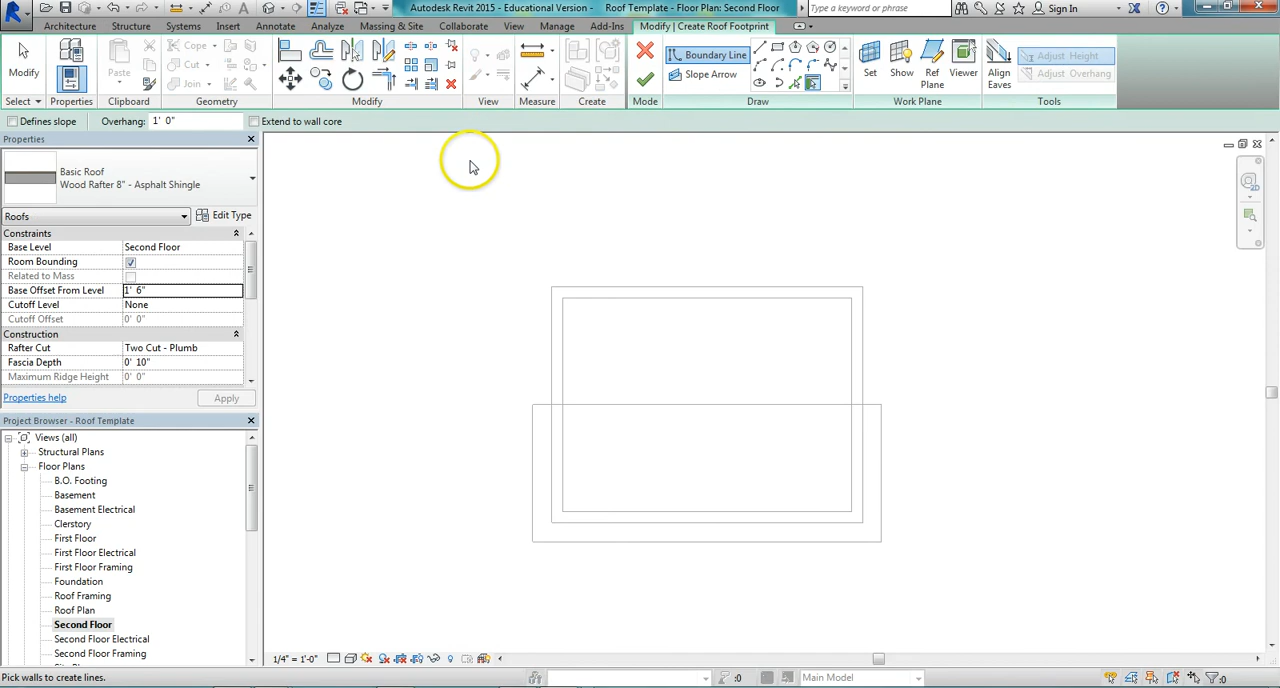 Autodesk Revit 2015 - Educational Version - Roof Template - Floor Plan: Second Floor
Type a keyword or phrase
Sign In
Architecture Structure Systems Insert Annotate Analyze Massing & Site Collaborate View Manage Add-Ins Modify | Create Roof Footprint
Modify
Paste
Cope
Cut
Join
Boundary Line
Slope Arrow
Set
Show
Ref Plane
Viewer
Align Eaves
Adjust Height
Adjust Overhang
Select Properties Clipboard Geometry Modify View Measure Create Mode Draw Work Plane Tools
Defines slope Overhang: 1' 0" Extend to wall core
Properties
Basic Roof
Wood Rafter 8" - Asphalt Shingle
Roofs Edit Type
Constraints
Base Level Second Floor
Room Bounding
Related to Mass
Base Offset From Level 1' 6"
Cutoff Level None
Cutoff Offset 0' 0"
Construction
Rafter Cut Two Cut - Plumb
Fascia Depth 0' 10"
Maximum Ridge Height 0' 0"
Properties help Apply
Project Browser - Roof Template
Views (all)
Structural Plans
Floor Plans
B.O. Footing
Basement
Basement Electrical
Clerstory
First Floor
First Floor Electrical
First Floor Framing
Foundation
Roof Framing
Roof Plan
Second Floor
Second Floor Electrical
Second Floor Framing
1/4" = 1'-0"
Pick walls to create lines.
:0
Main Model
:0
2D